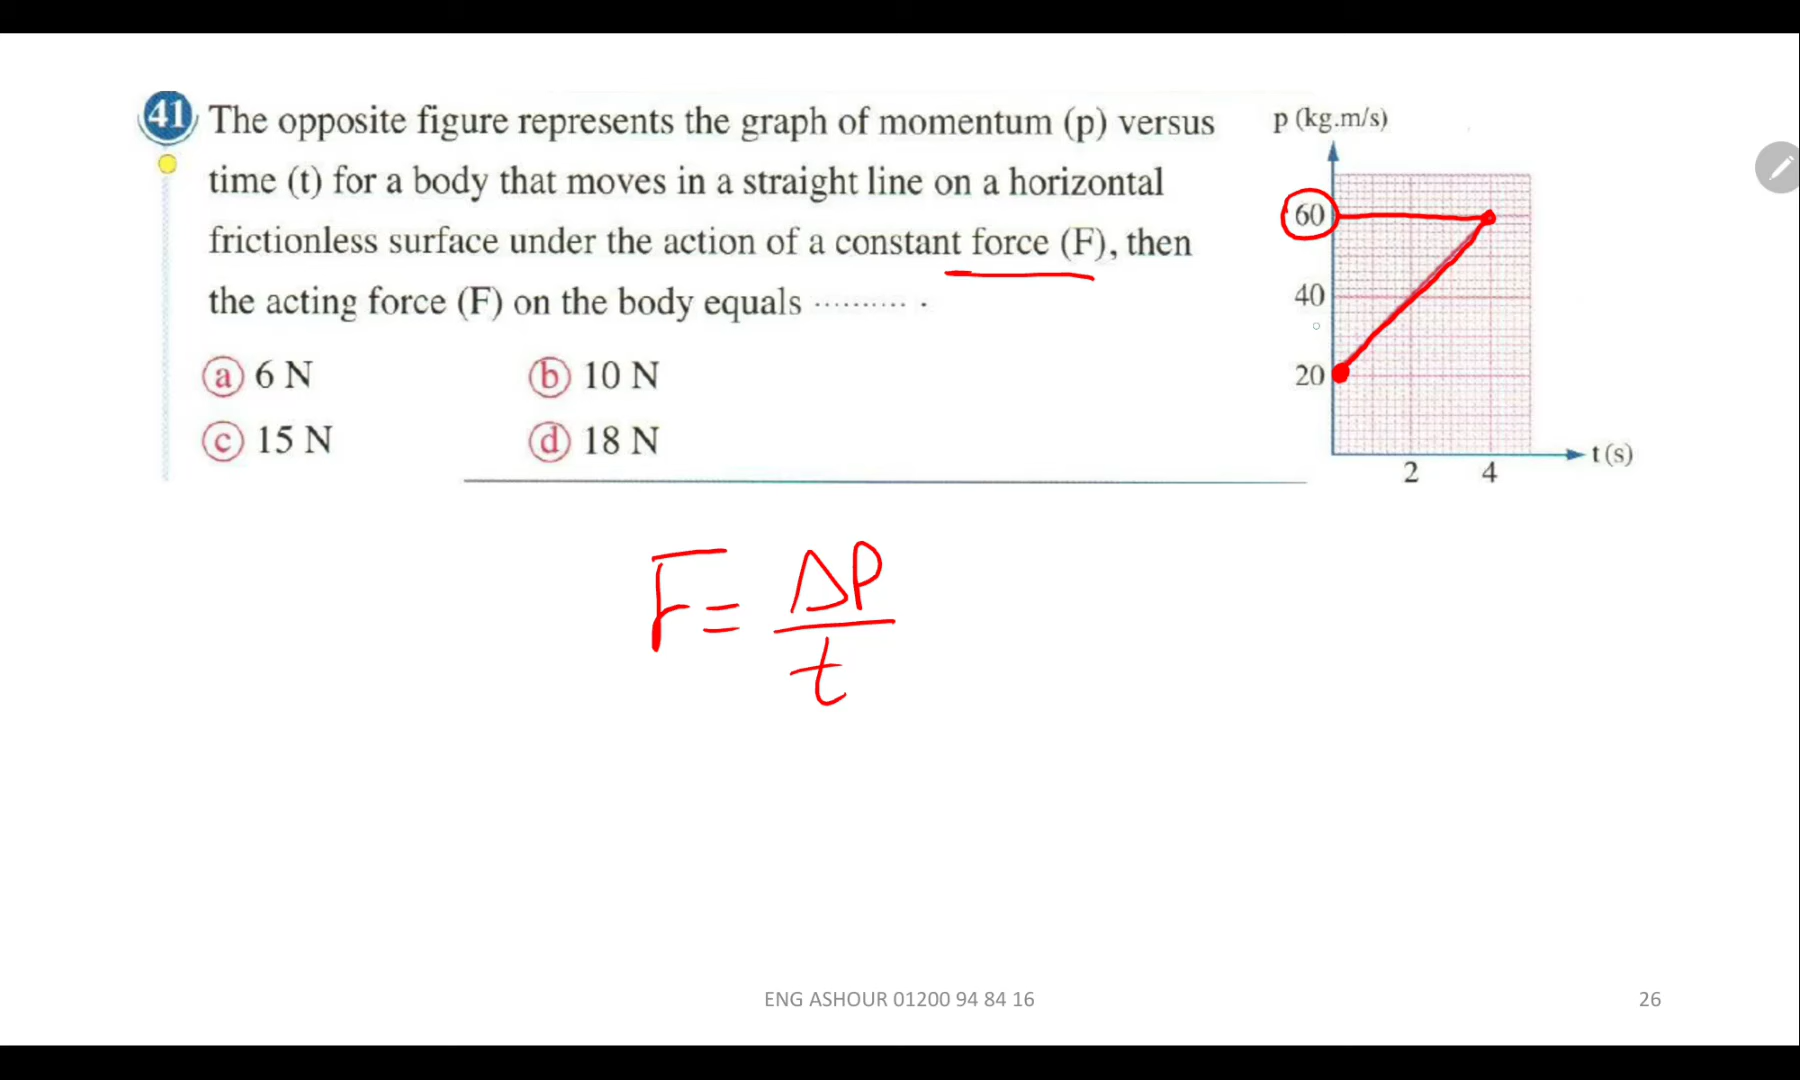 41 The opposite figure represents the graph of momentum (p) versus
time (t) for a body that moves in a straight line on a horizontal
frictionless surface under the action of a constant force (F), then
the acting force (F) on the body equals .......... .
a 6 N b 10 N
c 15 N d 18 N
p (kg.m/s)
60
40
20
2 4 t (s)
F = ΔP
t
ENG ASHOUR 01200 94 84 16 26